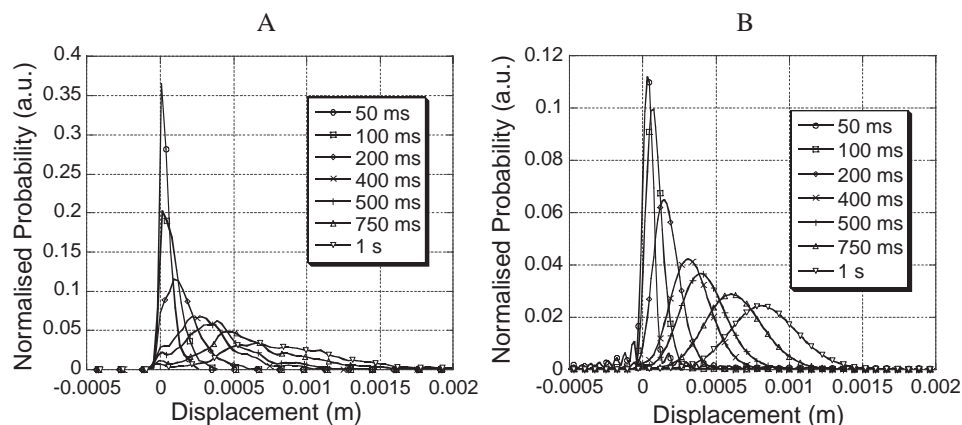 A
Normalised Probability (a.u.)
0.4
0.35
0.3
0.25
0.2
0.15
0.1
0.05
0
-0.0005
0
0.0005
0.001
0.0015
0.002
Displacement (m)
50 ms
100 ms
200 ms
400 ms
500 ms
750 ms
1 s
B
Normalised Probability (a.u.)
0.12
0.1
0.08
0.06
0.04
0.02
0
-0.0005
0
0.0005
0.001
0.0015
0.002
Displacement (m)
50 ms
100 ms
200 ms
400 ms
500 ms
750 ms
1 s